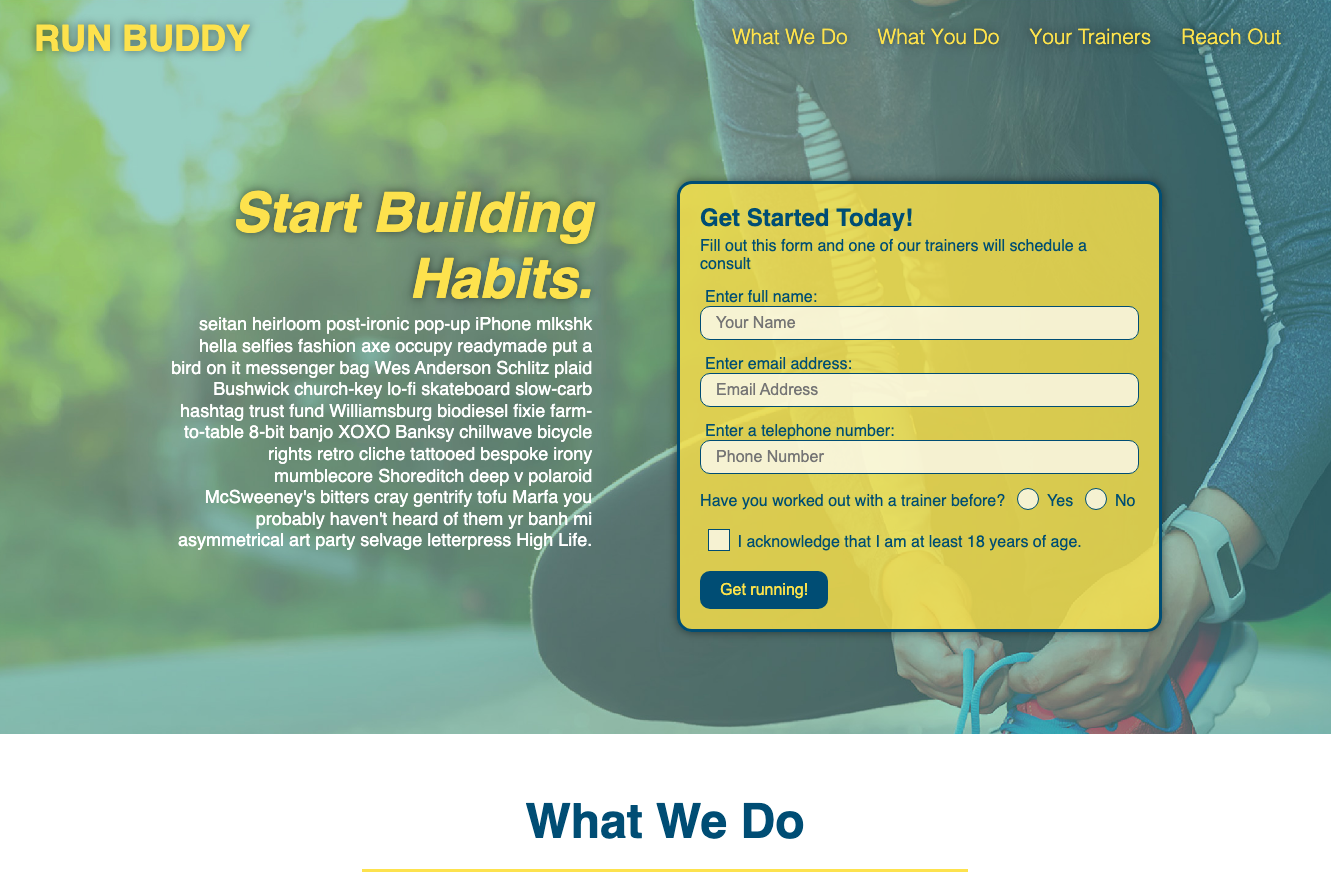 RUN BUDDY
What We Do What You Do Your Trainers Reach Out
Start Building
Habits.
seitan heirloom post-ironic pop-up iPhone mlkshk
hella selfies fashion axe occupy readymade put a
bird on it messenger bag Wes Anderson Schlitz plaid
Bushwick church-key lo-fi skateboard slow-carb
hashtag trust fund Williamsburg biodiesel fixie farm-
to-table 8-bit banjo XOXO Banksy chillwave bicycle
rights retro cliche tattooed bespoke irony
mumblecore Shoreditch deep v polaroid
McSweeney's bitters cray gentrify tofu Marfa you
probably haven't heard of them yr banh mi
asymmetrical art party selvage letterpress High Life.
Get Started Today!
Fill out this form and one of our trainers will schedule a
consult
Enter full name:
Your Name
Enter email address:
Email Address
Enter a telephone number:
Phone Number
Have you worked out with a trainer before? Yes No
I acknowledge that I am at least 18 years of age.
Get running!
What We Do